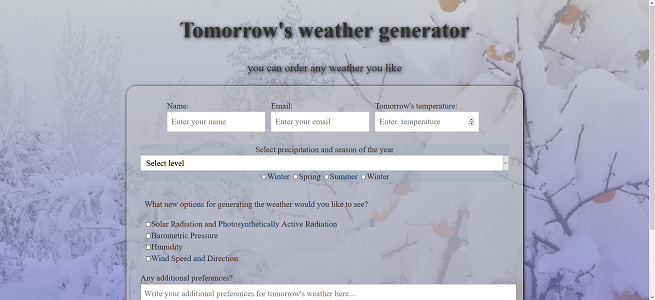 Tomorrow's weather generator
you can order any weather you like
Name: Email: Tomorrow's temperature:
Enter your name Enter your email Enter temperature
Select precipitation and season of the year
Select level
Winter Spring Summer Winter
What new options for generating the weather would you like to see?
Solar Radiation and Photosynthetically Active Radiation
Barometric Pressure
Humidity
Wind Speed and Direction
Any additional preferences?
Write your additional preferences for tomorrow's weather here...